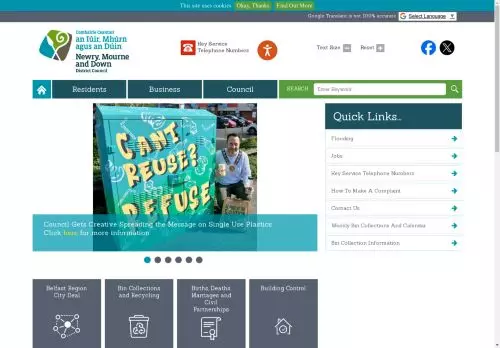 This site uses cookies Okay, Thanks Find Out More
Google Translate is not 100% accurate Select Language ▼
Comhairle Ceantair
an Iúir, Mhúrn
agus an Dúin
Newry, Mourne
and Down
District Council
Key Service
Telephone Numbers
Text Size
Reset
Residents
Business
Council
SEARCH
Enter Keyword
CAN'T
REUSE?
REFUSE
Council Gets Creative Spreading the Message on Single Use Plastics
Click here for more information
Quick Links...
Flooding
Jobs
Key Service Telephone Numbers
How To Make A Complaint
Contact Us
Weekly Bin Collections And Calendar
Bin Collection Information
Belfast Region
City Deal
Bin Collections
and Recycling
Births, Deaths,
Marriages and
Civil
Partnerships
Building Control